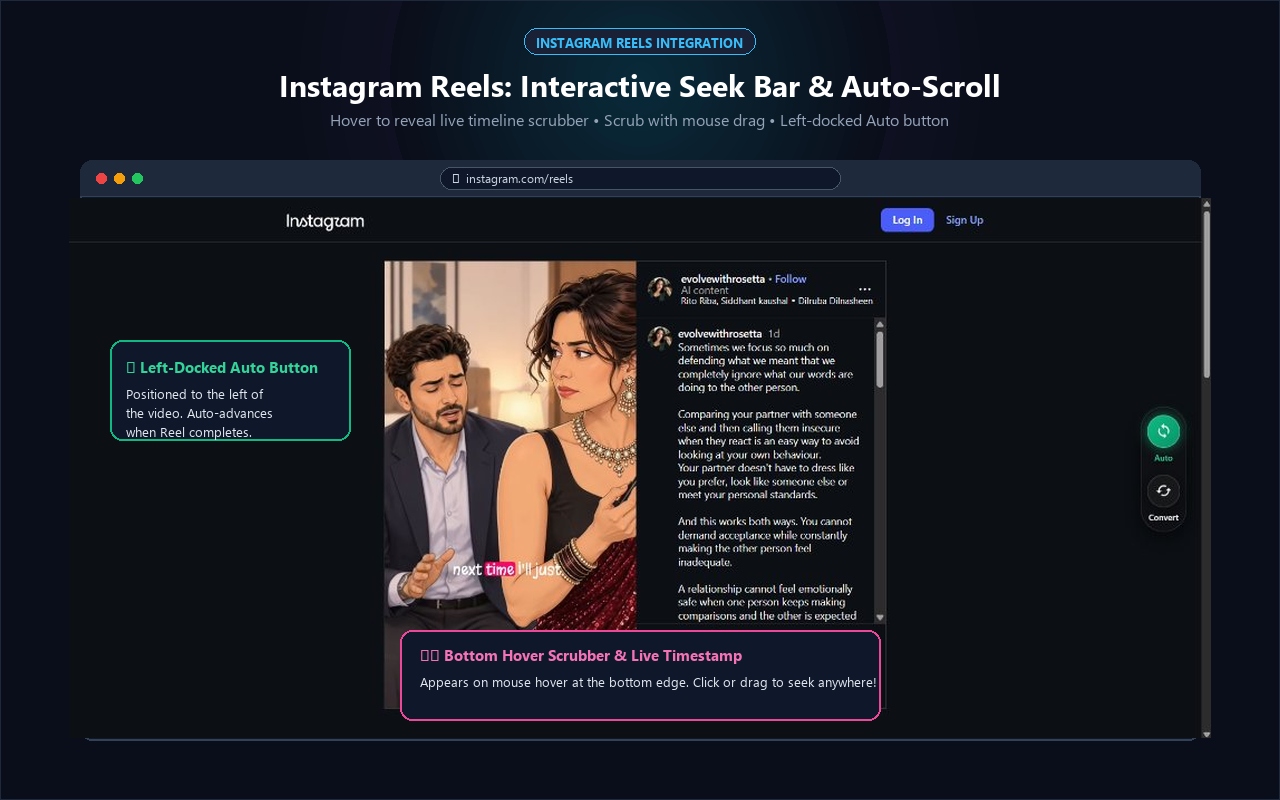 INSTAGRAM REELS INTEGRATION
Instagram Reels: Interactive Seek Bar & Auto-Scroll
Hover to reveal live timeline scrubber • Scrub with mouse drag • Left-docked Auto button
instagram.com/reels
Instagram
Log In
Sign Up
evolvewithrosetta • Follow
AI content
Rito Riba, Siddhant kaushal • Dilruba Dilnasheen
evolvewithrosetta 1d
Sometimes we focus so much on
defending what we meant that we
completely ignore what our words are
doing to the other person.
Comparing your partner with someone
else and then calling them insecure
when they react is an easy way to avoid
looking at your own behaviour.
Your partner doesn't have to dress like
you prefer, look like someone else or
meet your personal standards.
And this works both ways. You cannot
demand acceptance while constantly
making the other person feel
inadequate.
A relationship cannot feel emotionally
safe when one person keeps making
comparisons and the other is expected
Left-Docked Auto Button
Positioned to the left of
the video. Auto-advances
when Reel completes.
next time i'll just
Auto
Convert
Bottom Hover Scrubber & Live Timestamp
Appears on mouse hover at the bottom edge. Click or drag to seek anywhere!